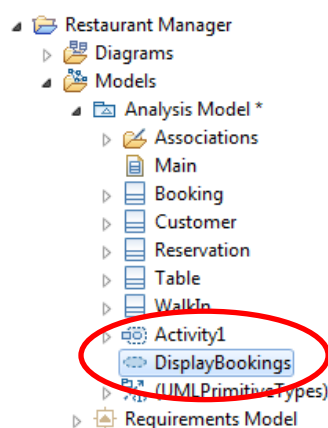 Restaurant Manager
Diagrams
Models
Analysis Model *
Associations
Main
Booking
Customer
Reservation
Table
WalkIn
Activity1
DisplayBookings
(UMLPrimitiveTypes)
Requirements Model